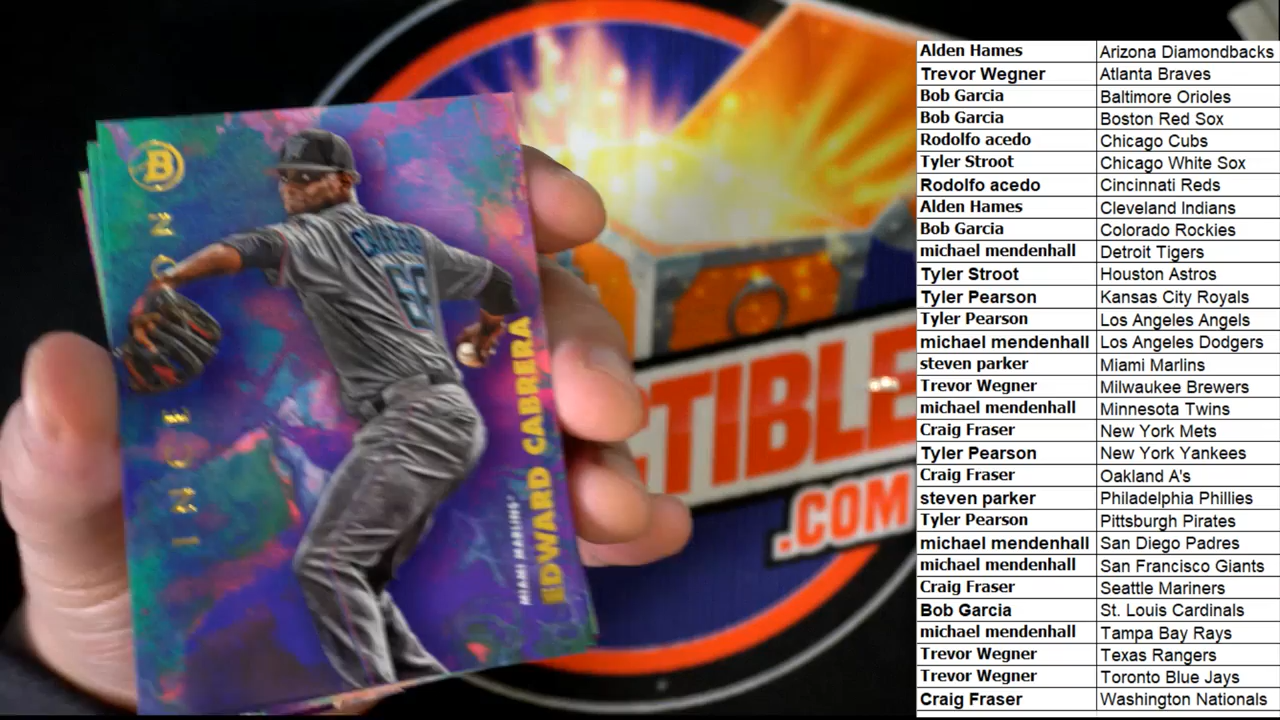 B
INCEPTION
CABRERA
66
MIAMI MARLINS
EDWARD CABRERA
CTIBLE
.COM
Alden Hames Arizona Diamondbacks
Trevor Wegner Atlanta Braves
Bob Garcia Baltimore Orioles
Bob Garcia Boston Red Sox
Rodolfo acedo Chicago Cubs
Tyler Stroot Chicago White Sox
Rodolfo acedo Cincinnati Reds
Alden Hames Cleveland Indians
Bob Garcia Colorado Rockies
michael mendenhall Detroit Tigers
Tyler Stroot Houston Astros
Tyler Pearson Kansas City Royals
Tyler Pearson Los Angeles Angels
michael mendenhall Los Angeles Dodgers
steven parker Miami Marlins
Trevor Wegner Milwaukee Brewers
michael mendenhall Minnesota Twins
Craig Fraser New York Mets
Tyler Pearson New York Yankees
Craig Fraser Oakland A's
steven parker Philadelphia Phillies
Tyler Pearson Pittsburgh Pirates
michael mendenhall San Diego Padres
michael mendenhall San Francisco Giants
Craig Fraser Seattle Mariners
Bob Garcia St. Louis Cardinals
michael mendenhall Tampa Bay Rays
Trevor Wegner Texas Rangers
Trevor Wegner Toronto Blue Jays
Craig Fraser Washington Nationals